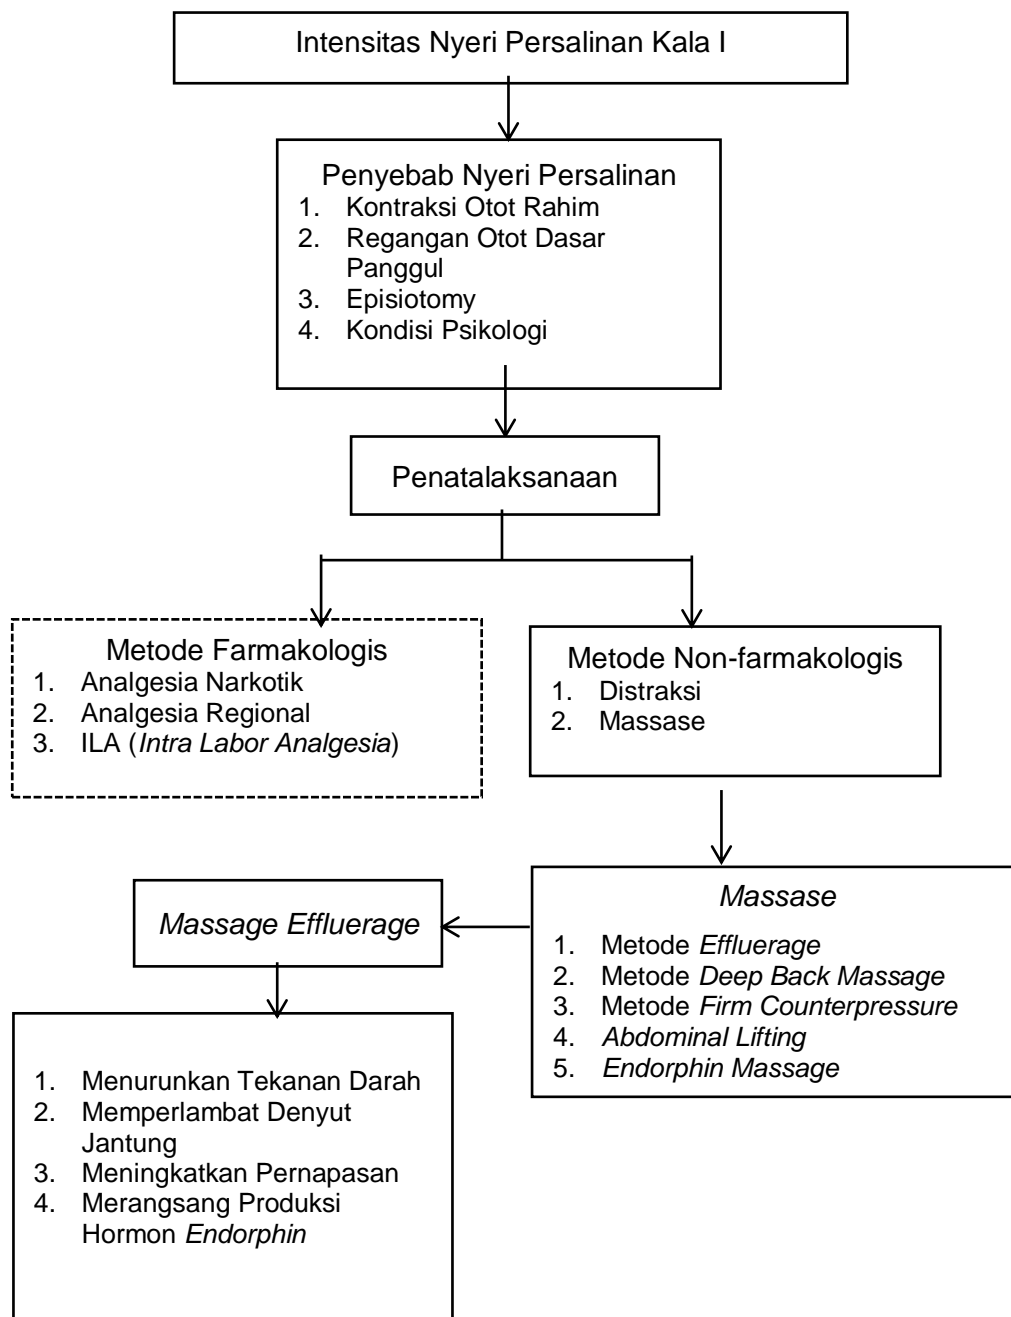 Intensitas Nyeri Persalinan Kala I
Penyebab Nyeri Persalinan
1. Kontraksi Otot Rahim
2. Regangan Otot Dasar
Panggul
3. Episiotomy
4. Kondisi Psikologi
Penatalaksanaan
Metode Farmakologis
1. Analgesia Narkotik
2. Analgesia Regional
3. ILA (Intra Labor Analgesia)
Metode Non-farmakologis
1. Distraksi
2. Massase
Massase
1. Metode Effluerage
2. Metode Deep Back Massage
3. Metode Firm Counterpressure
4. Abdominal Lifting
5. Endorphin Massage
Massage Effluerage
1. Menurunkan Tekanan Darah
2. Memperlambat Denyut
Jantung
3. Meningkatkan Pernapasan
4. Merangsang Produksi
Hormon Endorphin